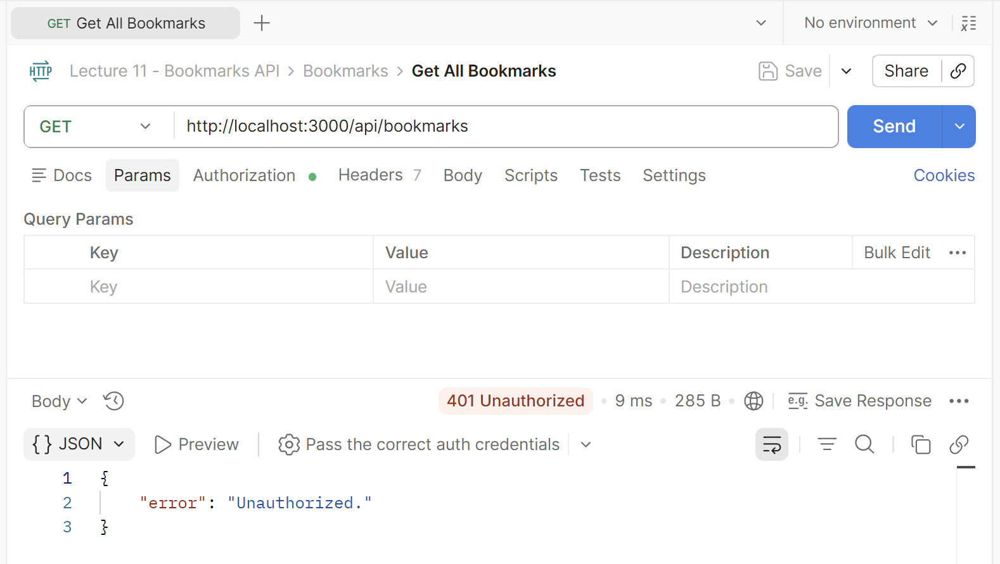 GET Get All Bookmarks
No environment
HTTP Lecture 11 - Bookmarks API > Bookmarks > Get All Bookmarks Save Share
GET http://localhost:3000/api/bookmarks Send
Docs Params Authorization Headers 7 Body Scripts Tests Settings Cookies
Query Params
Key Value Description Bulk Edit
Key Value Description
Body 401 Unauthorized 9 ms 285 B e.g. Save Response
{ } JSON Preview Pass the correct auth credentials
1 {
2 "error": "Unauthorized."
3 }